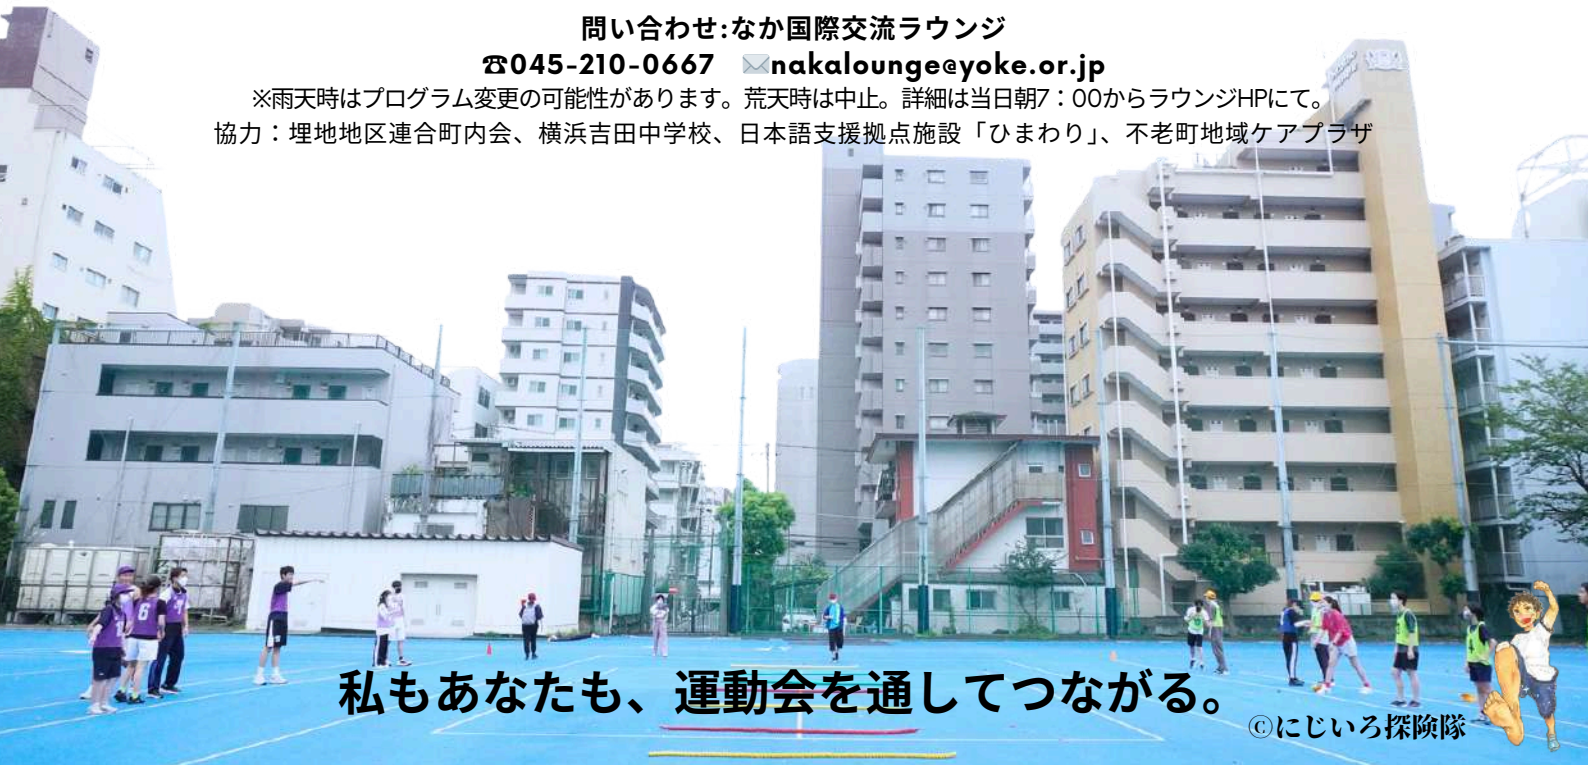 問い合わせ:なか国際交流ラウンジ
☎045-210-0667 ✉nakalounge@yoke.or.jp
※雨天時はプログラム変更の可能性があります。荒天時は中止。詳細は当日朝7：00からラウンジHPにて。
協力：埋地地区連合町内会、横浜吉田中学校、日本語支援拠点施設「ひまわり」、不老町地域ケアプラザ
6
私もあなたも、運動会を通してつながる。
©にじいろ探険隊